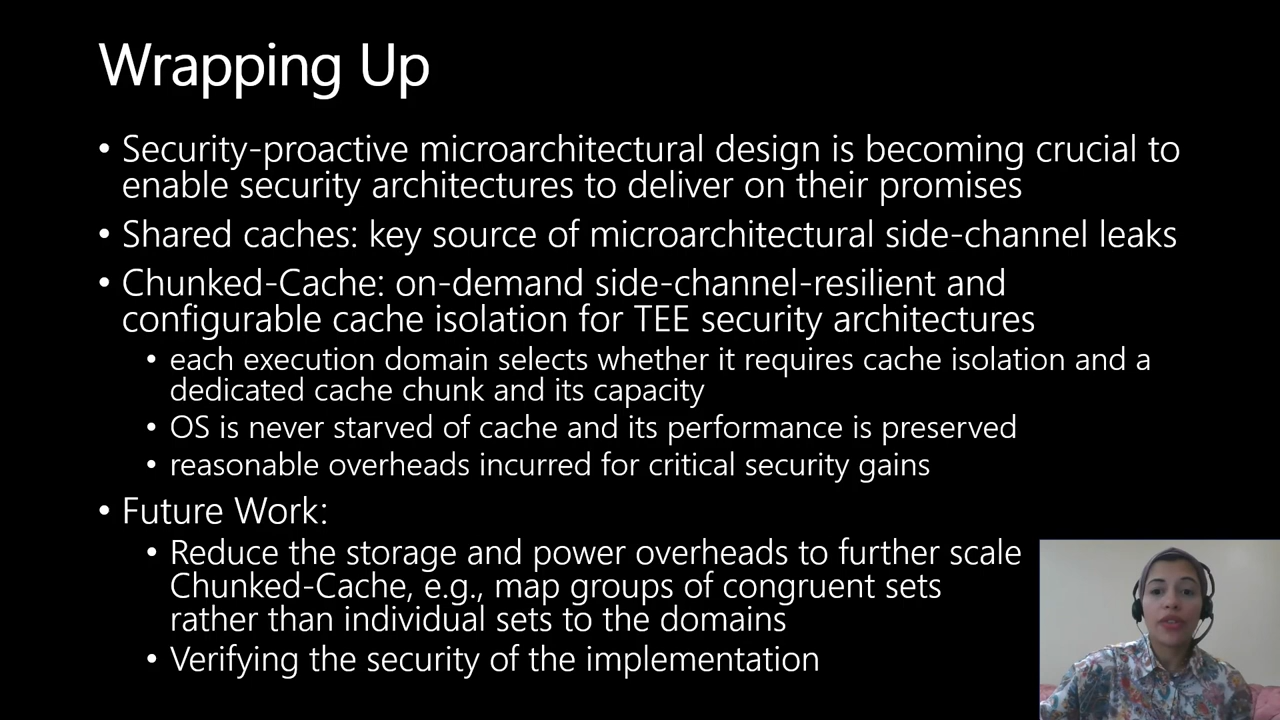 Wrapping Up
• Security-proactive microarchitectural design is becoming crucial to
enable security architectures to deliver on their promises
• Shared caches: key source of microarchitectural side-channel leaks
• Chunked-Cache: on-demand side-channel-resilient and
configurable cache isolation for TEE security architectures
• each execution domain selects whether it requires cache isolation and a
dedicated cache chunk and its capacity
• OS is never starved of cache and its performance is preserved
• reasonable overheads incurred for critical security gains
• Future Work:
• Reduce the storage and power overheads to further scale
Chunked-Cache, e.g., map groups of congruent sets
rather than individual sets to the domains
• Verifying the security of the implementation